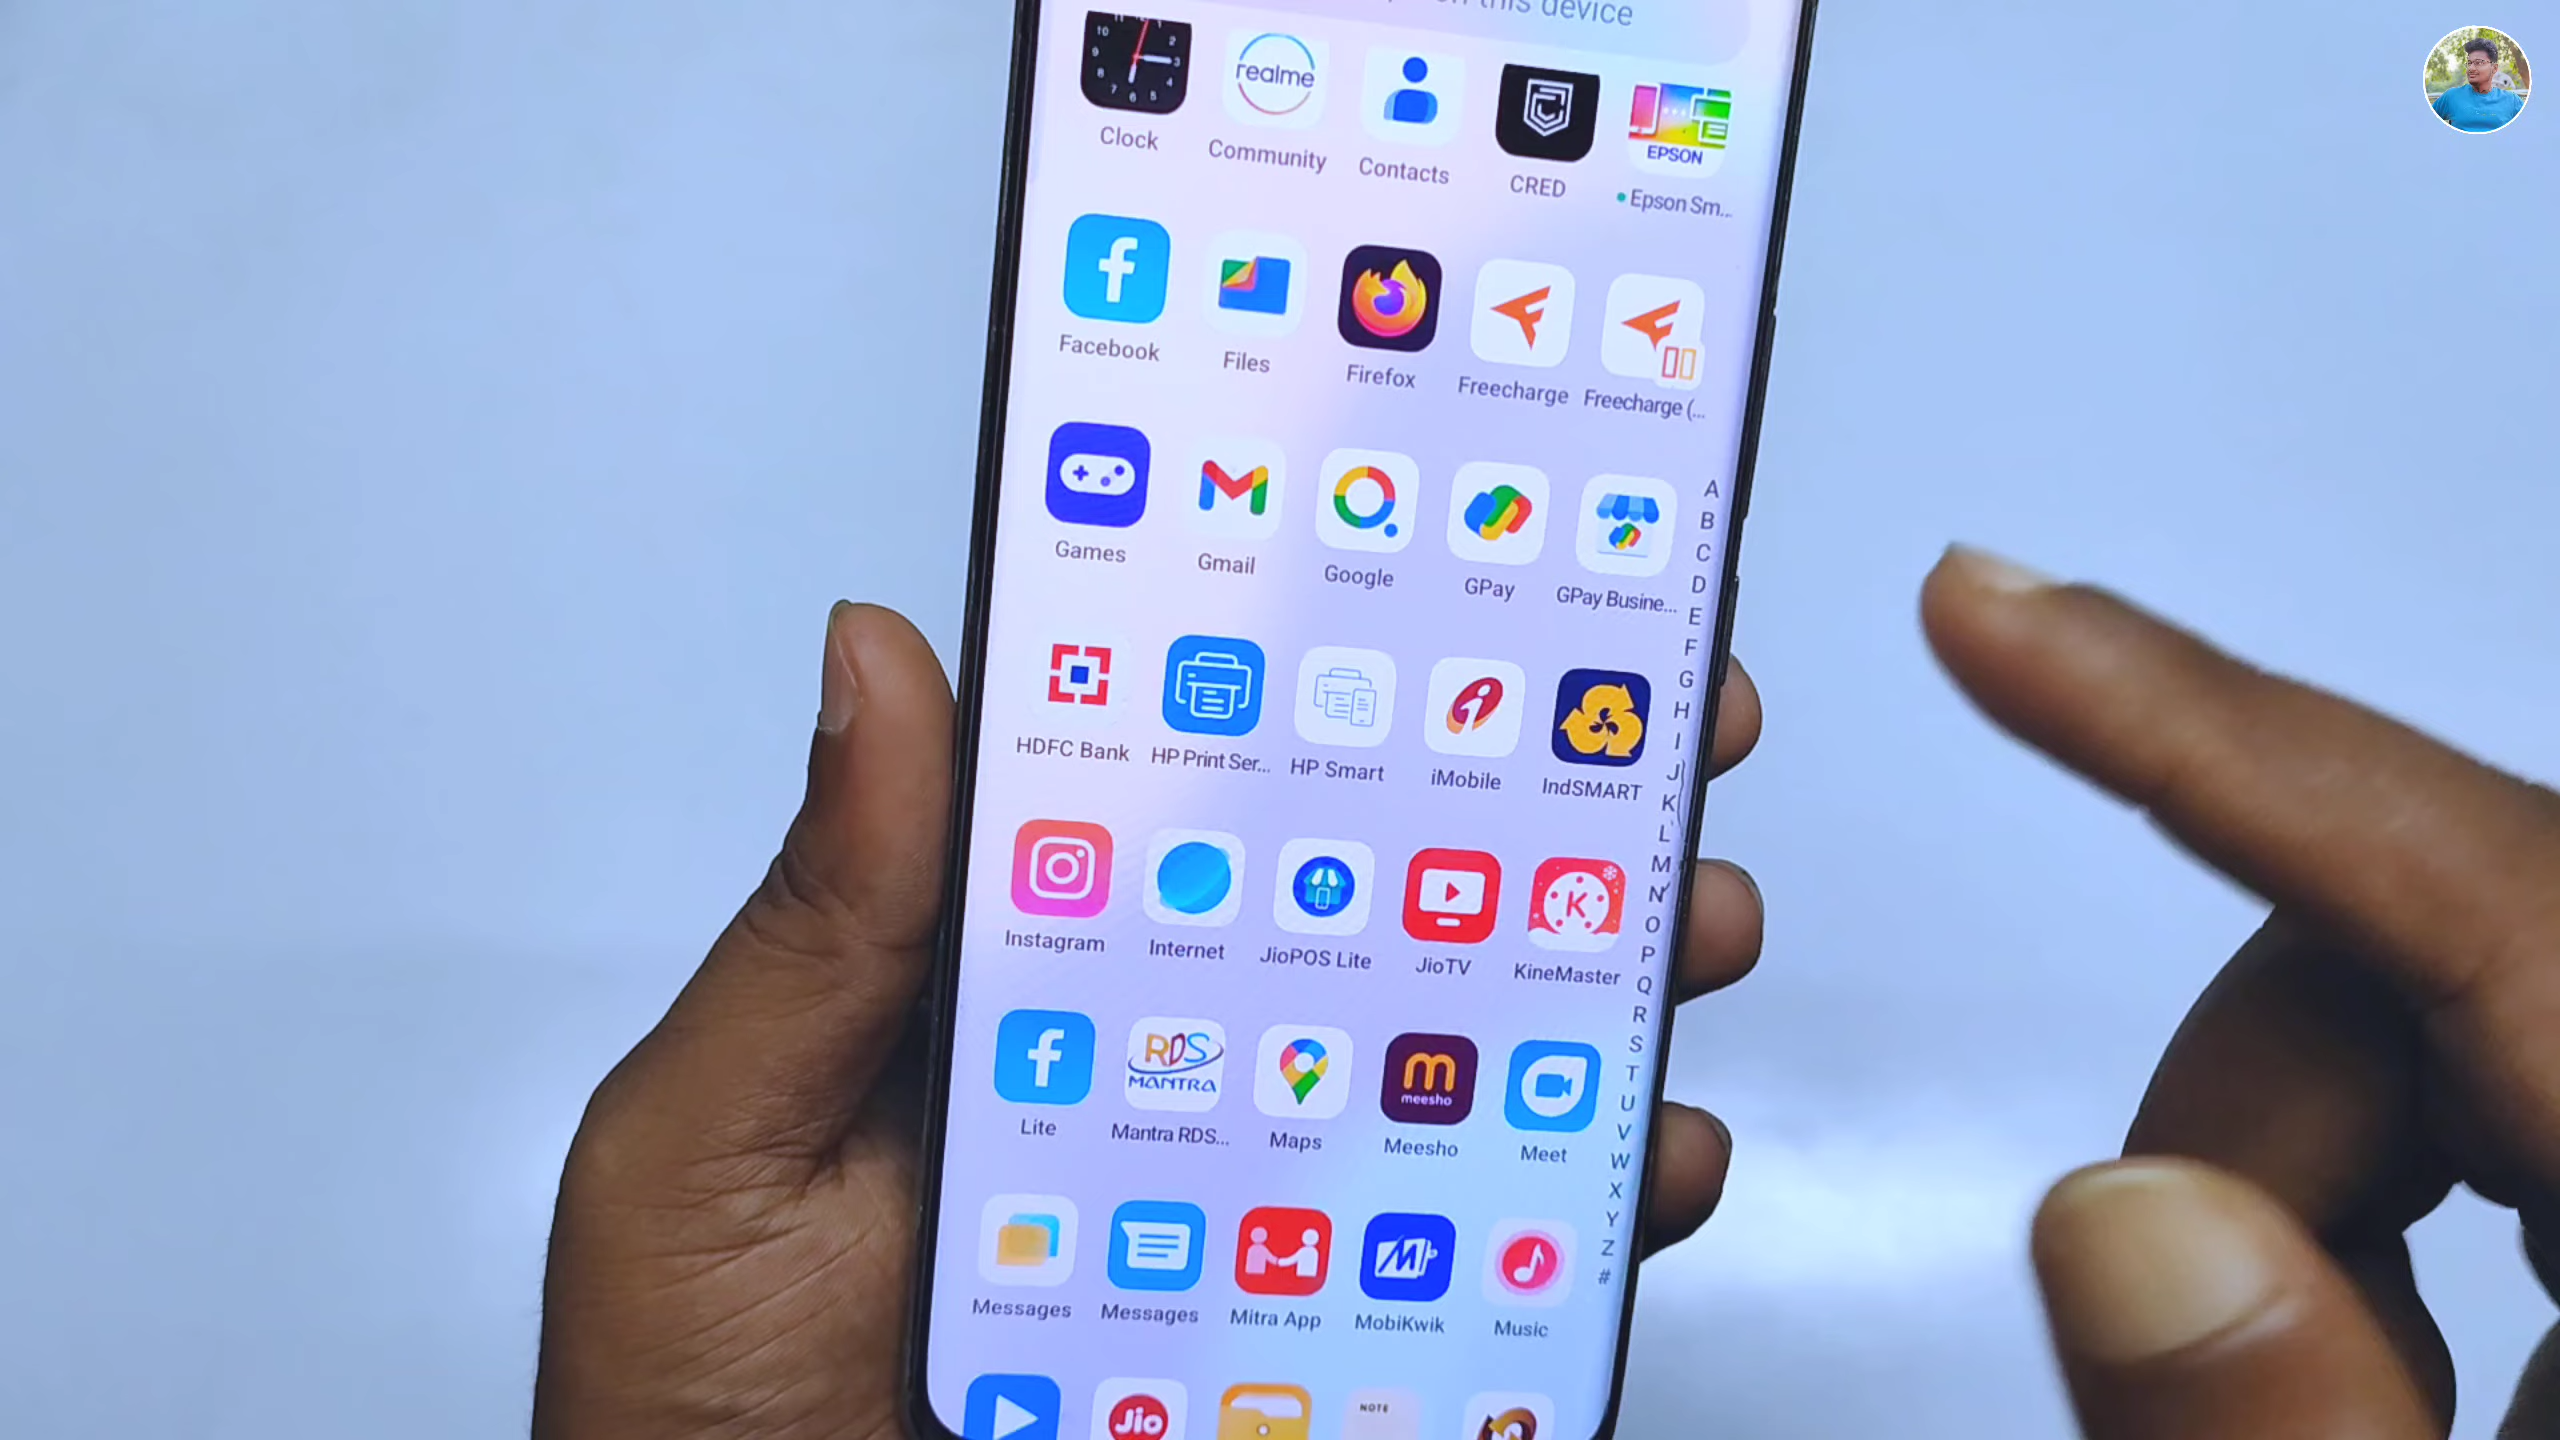 this device
Clock Community Contacts CRED Epson Sm...
realme
EPSON
Facebook Files Firefox Freecharge Freecharge (...
Games Gmail Google GPay GPay Busine...
HDFC Bank HP Print Ser... HP Smart iMobile IndSMART
Instagram Internet JioPOS Lite JioTV KineMaster
K
RDS
MANTRA
meesho
Lite Mantra RDS... Maps Meesho Meet
Messages Messages Mitra App MobiKwik Music
Jio
NOTE
A
B
C
D
E
F
G
H
I
J
K
L
M
N
O
P
Q
R
S
T
U
V
W
X
Y
Z
#